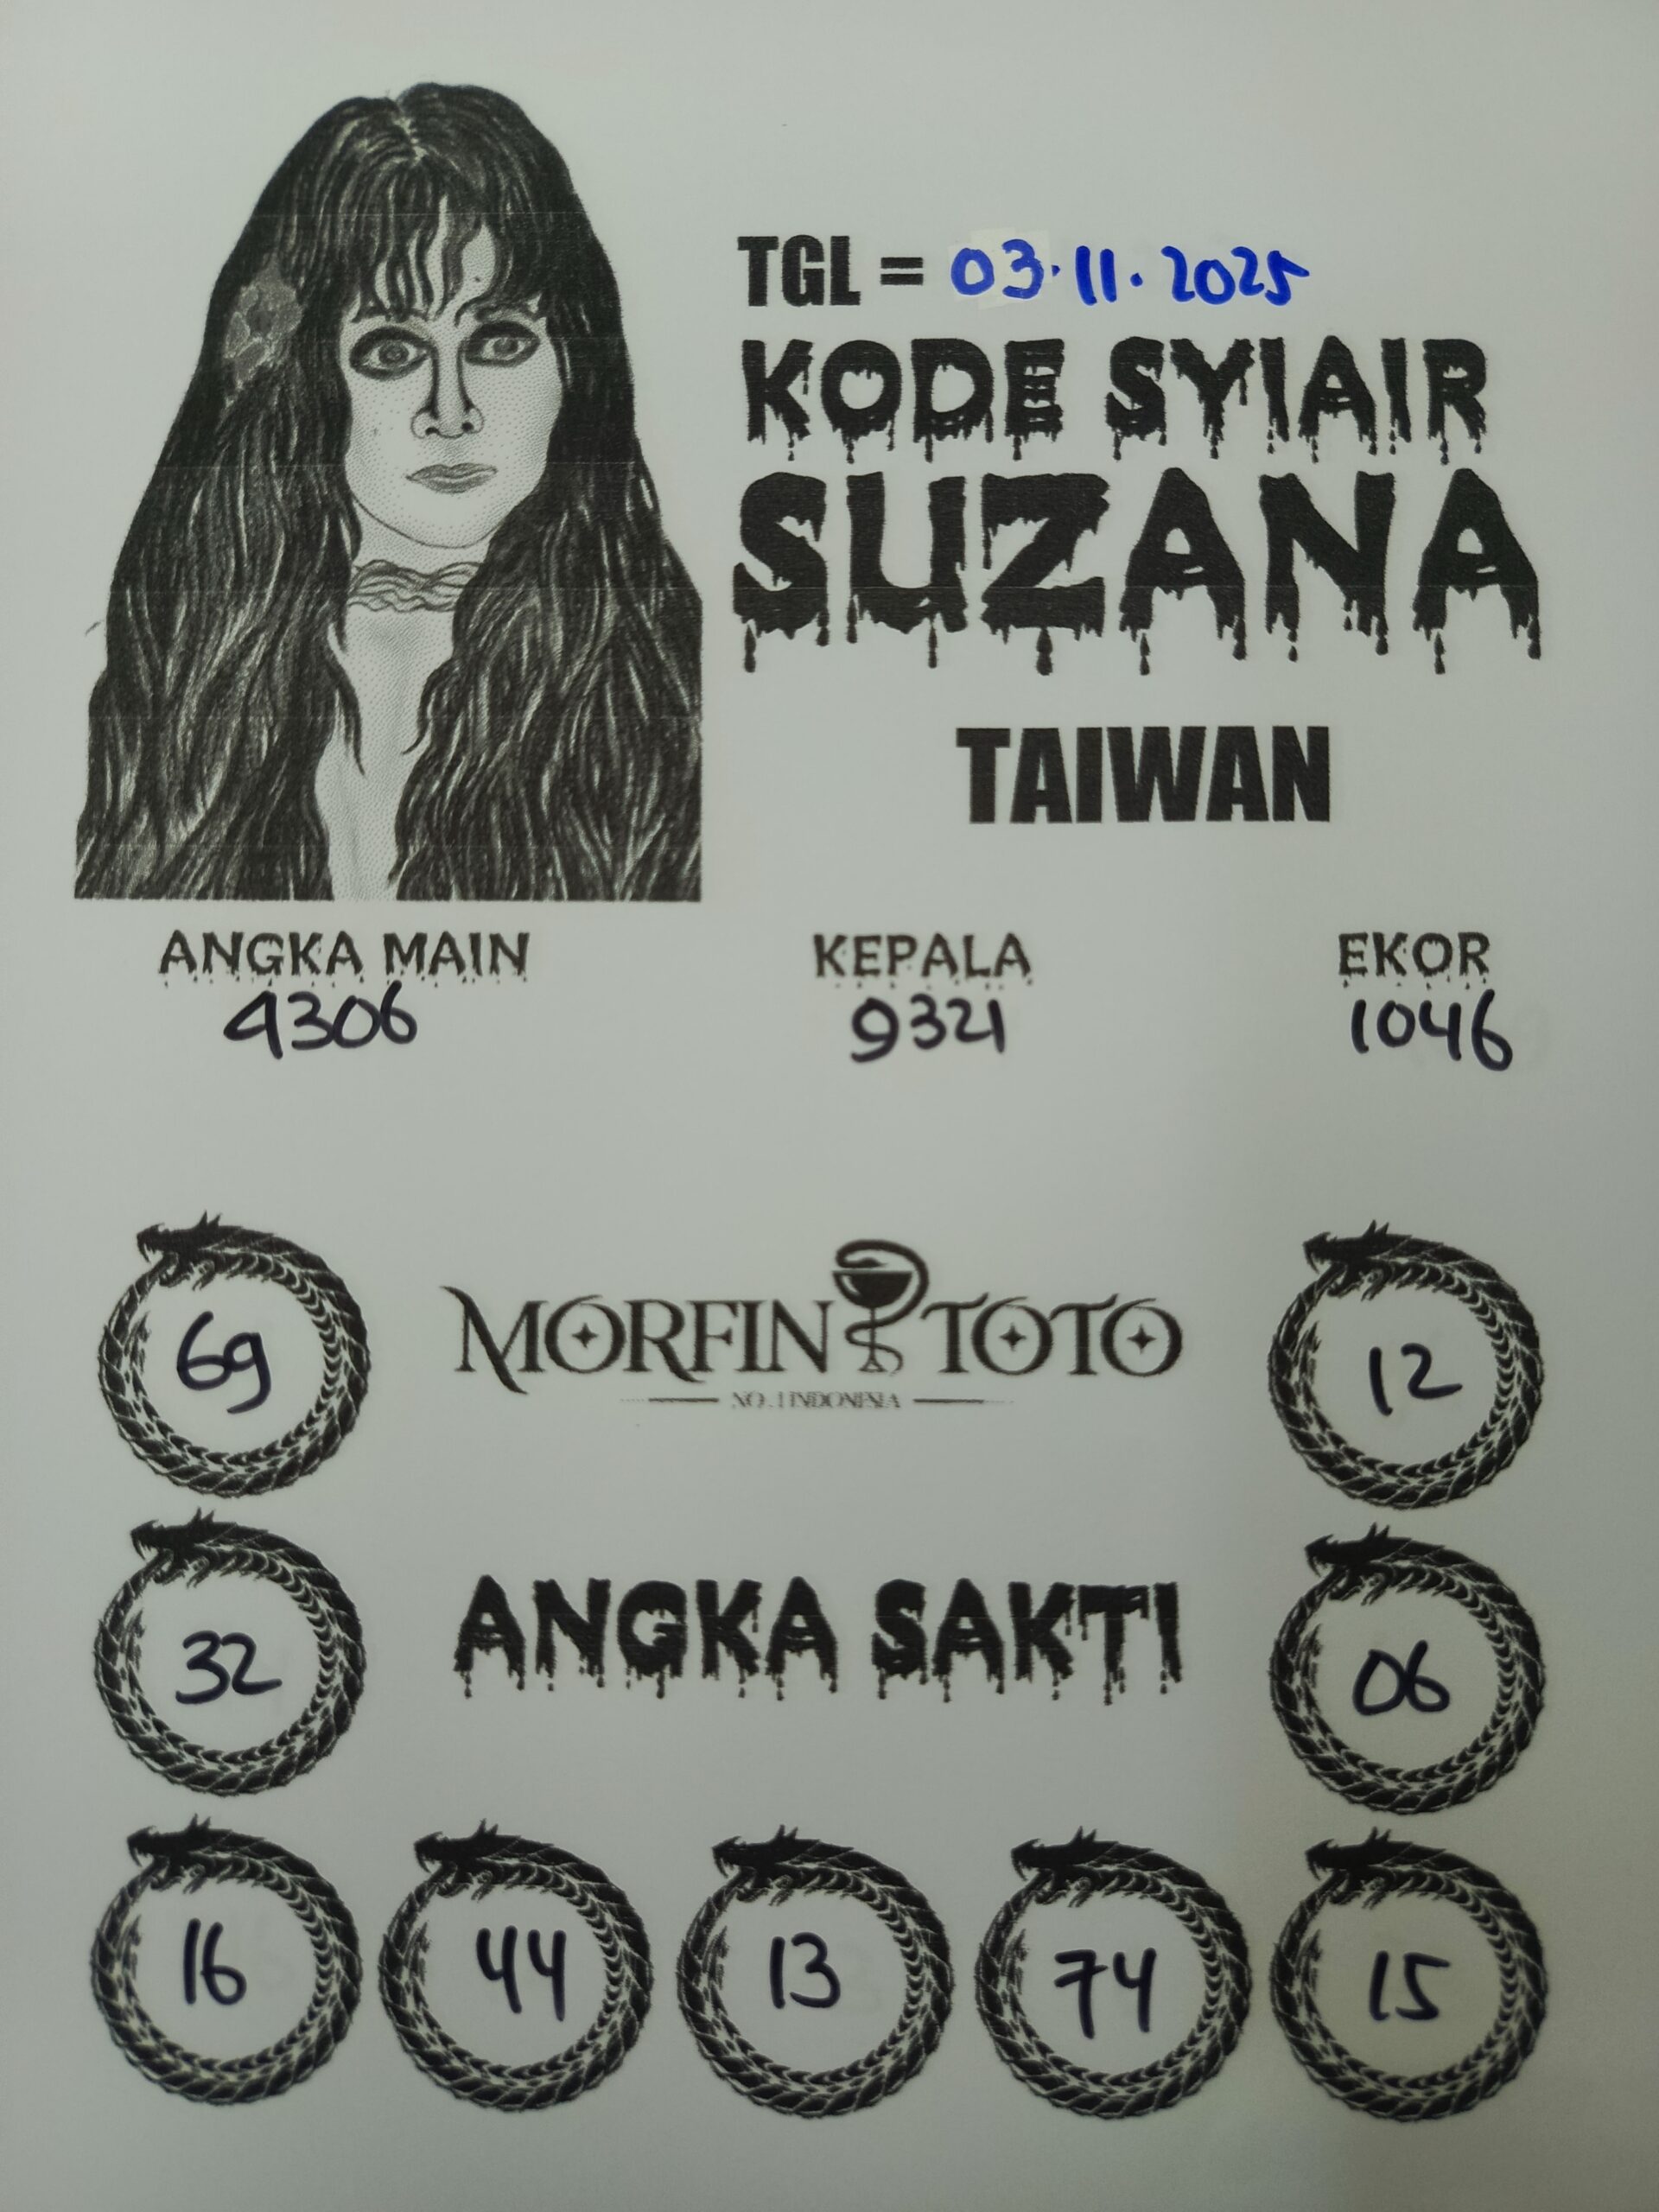 TGL = 03.11.2025
KODE SYIAIR
SUZANA
TAIWAN
ANGKA MAIN KEPALA EKOR
4306 9321 1046
MORFIN TOTO
NO.1 INDONESIA
69 12
ANGKA SAKTI
32 06
16 44 13 74 15